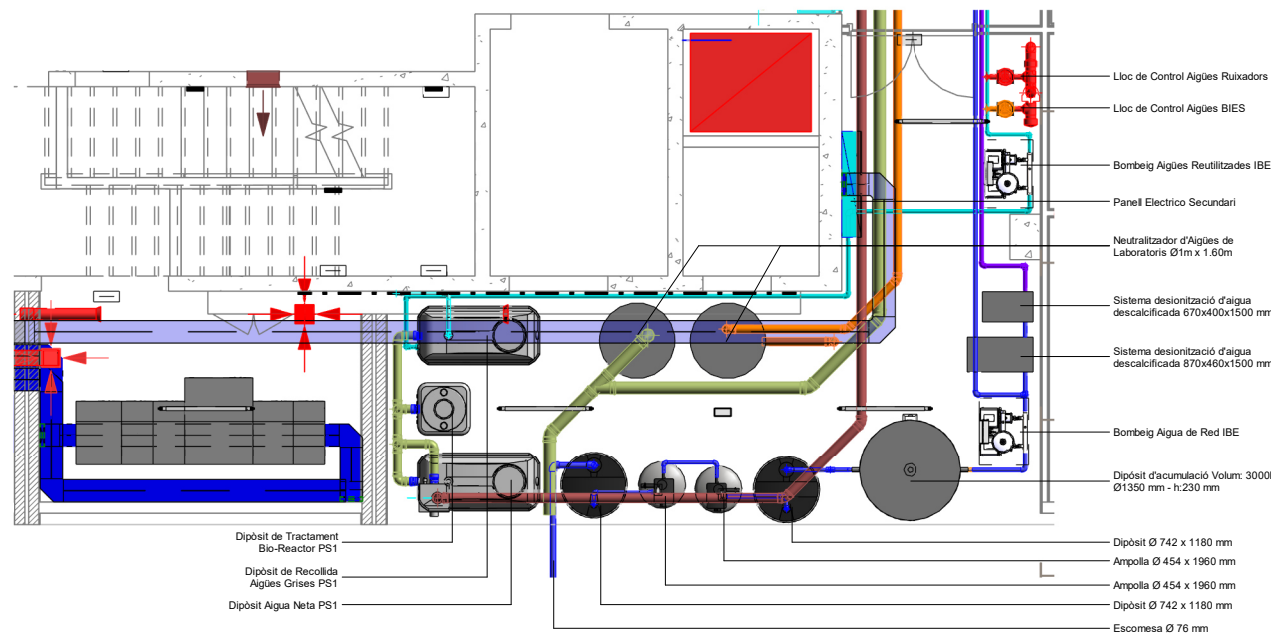 Lloc de Control Aigües Ruixadors
Lloc de Control Aigües BIES
Bombeig Aigües Reutilitzades IBE
Panell Electrico Secundari
Neutralitzador d'Aigües de
Laboratoris Ø1m x 1.60m
Sistema desionització d'aigua
descalcificada 670x400x1500 mm
Sistema desionització d'aigua
descalcificada 870x460x1500 mm
Bombeig Aigua de Red IBE
Dipòsit d'acumulació Volum: 3000l
Ø1350 mm - h:230 mm
Dipòsit Ø 742 x 1180 mm
Ampolla Ø 454 x 1960 mm
Ampolla Ø 454 x 1960 mm
Dipòsit Ø 742 x 1180 mm
Escomesa Ø 76 mm
Dipòsit de Tractament
Bio-Reactor PS1
Dipòsit de Recollida
Aigües Grises PS1
Dipòsit Aigua Neta PS1